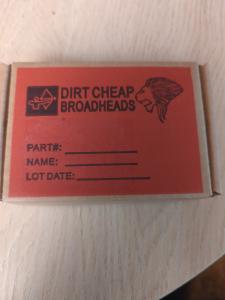 DIRT CHEAP
BROADHEADS
PART#:
NAME:
LOT DATE: